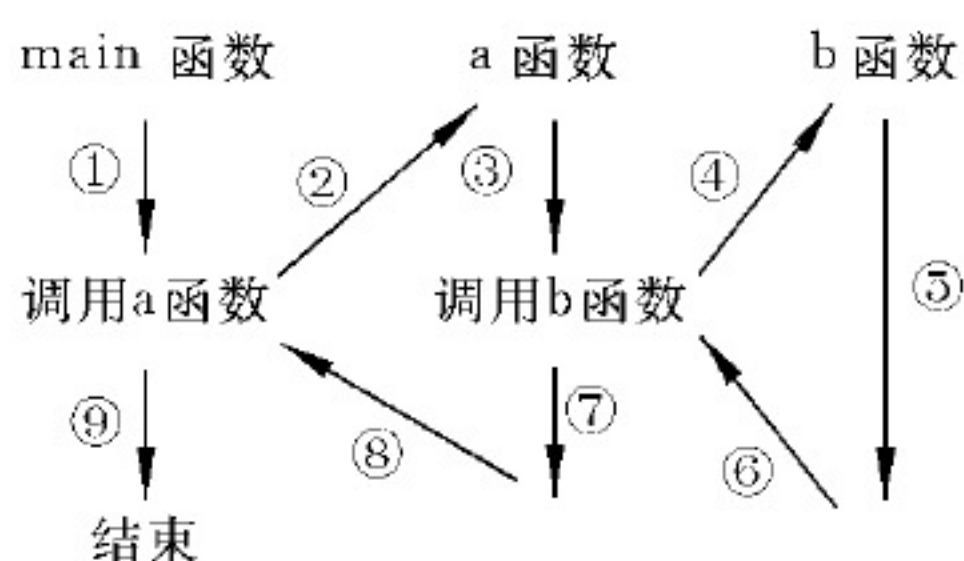 main 函数 a 函数 b 函数
① ② ③ ④
调用a函数 调用b函数 ⑤
⑨ ⑧ ⑦ ⑥
结束